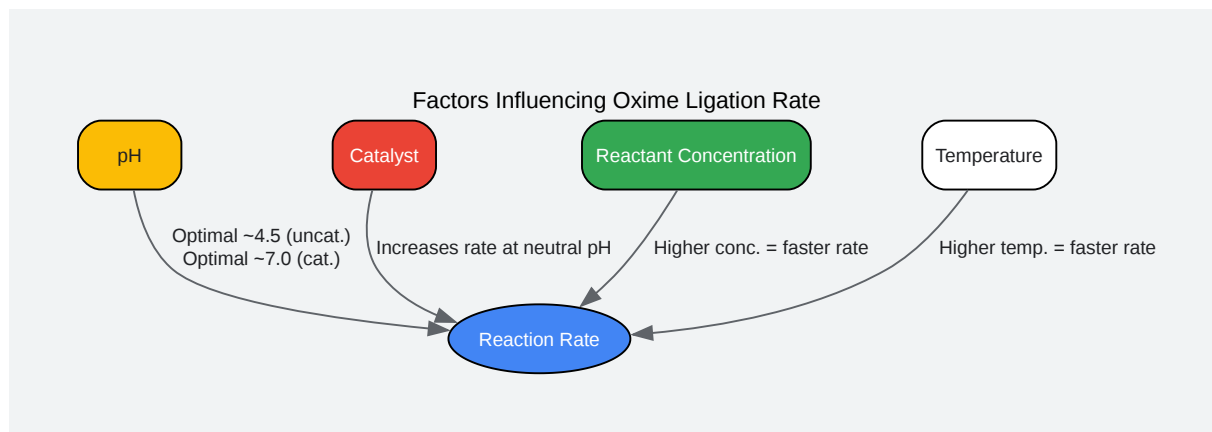 Factors Influencing Oxime Ligation Rate
pH
Catalyst
Reactant Concentration
Temperature
Optimal ~4.5 (uncat.)
Optimal ~7.0 (cat.)
Increases rate at neutral pH
Higher conc. = faster rate
Higher temp. = faster rate
Reaction Rate